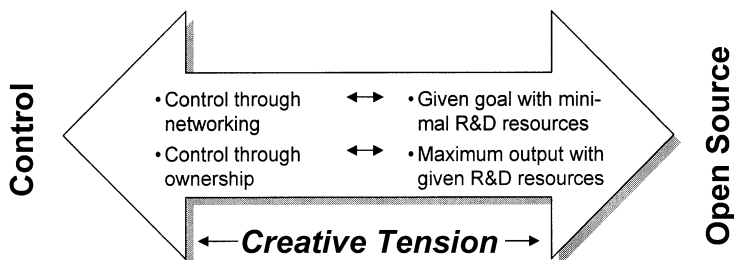 Control
• Control through
networking
• Control through
ownership
• Given goal with mini-
mal R&D resources
• Maximum output with
given R&D resources
Open Source
Creative Tension